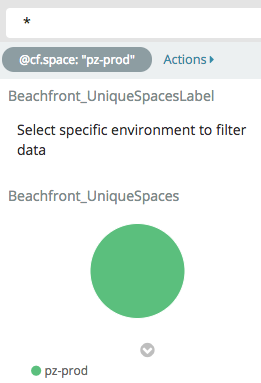 *
@cf.space: "pz-prod" Actions
Beachfront_UniqueSpacesLabel
Select specific environment to filter
data
Beachfront_UniqueSpaces
pz-prod